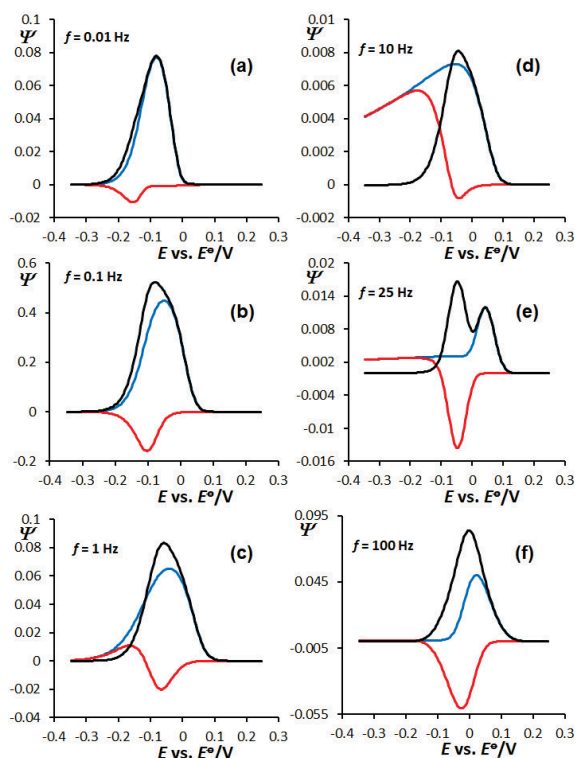 Ψ
0.1
0.08
0.06
0.04
0.02
0
-0.02
f = 0.01 Hz
(a)
-0.4 -0.3 -0.2 -0.1 0 0.1 0.2 0.3
E vs. E°/V
Ψ
0.01
0.008
0.006
0.004
0.002
0
-0.002
f = 10 Hz
(d)
-0.4 -0.3 -0.2 -0.1 0 0.1 0.2 0.3
E vs. E°/V
Ψ
0.6
0.4
0.2
0
-0.2
f = 0.1 Hz
(b)
-0.4 -0.3 -0.2 -0.1 0 0.1 0.2 0.3
E vs. E°/V
Ψ
0.02
0.014
0.008
0.002
-0.004
-0.01
-0.016
f = 25 Hz
(e)
-0.4 -0.3 -0.2 -0.1 0 0.1 0.2 0.3
E vs. E°/V
Ψ
0.1
0.08
0.06
0.04
0.02
0
-0.02
-0.04
f = 1 Hz
(c)
-0.4 -0.3 -0.2 -0.1 0 0.1 0.2 0.3
E vs. E°/V
Ψ
0.095
0.045
-0.005
-0.055
f = 100 Hz
(f)
-0.4 -0.3 -0.2 -0.1 0 0.1 0.2 0.3
E vs. E°/V